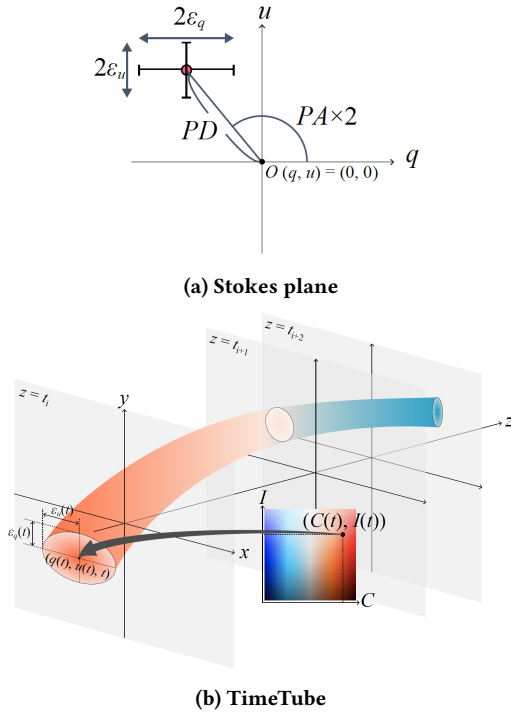 u
2ε_q
2ε_u
PD
PA×2
q
O (q, u) = (0, 0)
(a) Stokes plane
z = t_{i+2}
z = t_{i+1}
z = t_i
y
z
ε_u(t)
ε_q(t)
I
(C(t), I(t))
(q(t), u(t), t)
x
C
(b) TimeTube